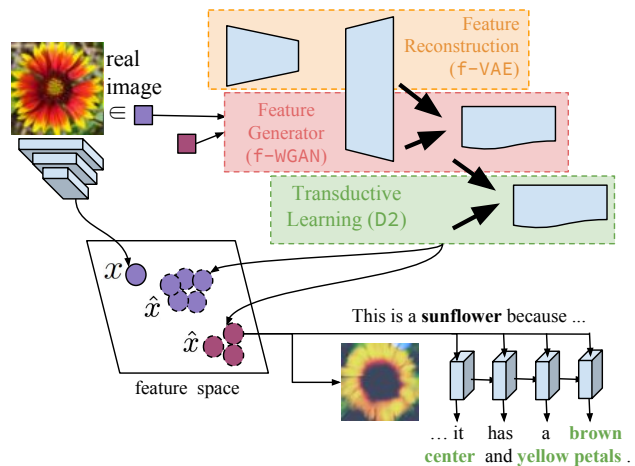 real
image
∈
Feature
Reconstruction
(f-VAE)
Feature
Generator
(f-WGAN)
Transductive
Learning (D2)
x
x̂
x̂
feature space
This is a sunflower because ...
... it has a brown
center and yellow petals .